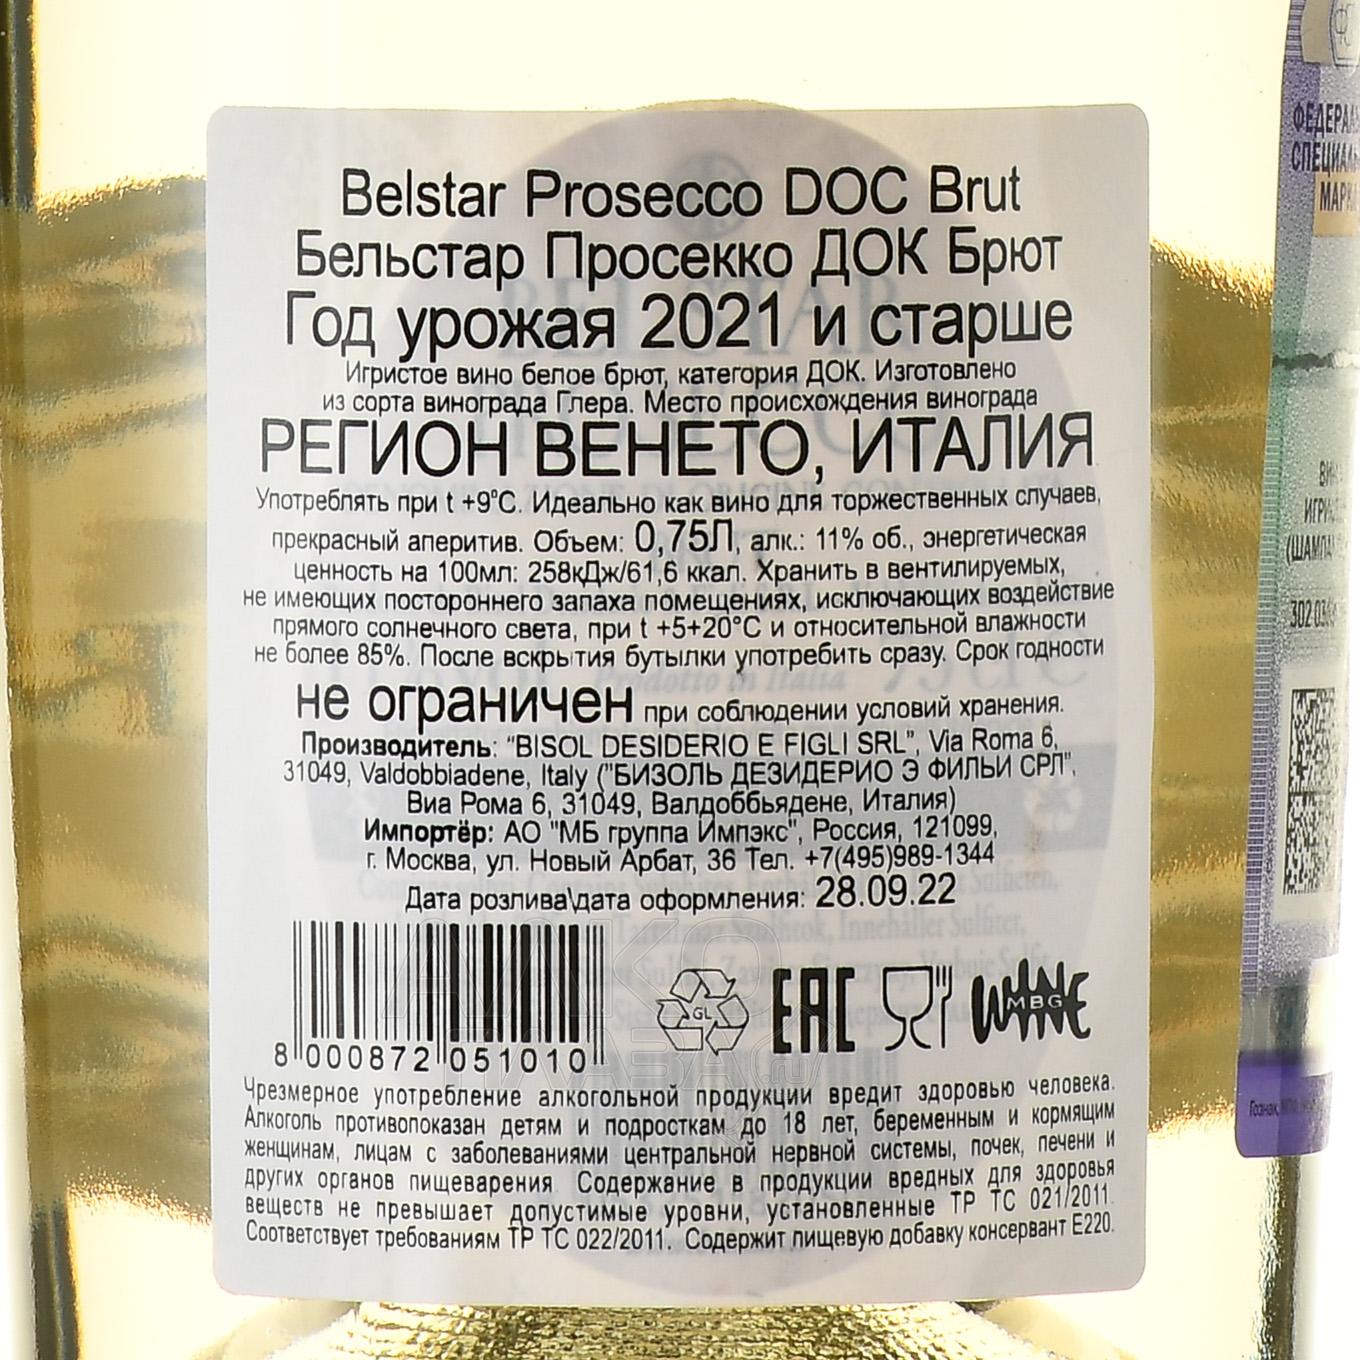 Belstar Prosecco DOC Brut
Бельстар Просекко ДОК Брют
Год урожая 2021 и старше
Игристое вино белое брют, категория ДОК. Изготовлено
из сорта винограда Глера. Место происхождения винограда
РЕГИОН ВЕНЕТО, ИТАЛИЯ
Употреблять при t +9°C. Идеально как вино для торжественных случаев,
прекрасный аперитив. Объем: 0,75Л, алк.: 11% об., энергетическая
ценность на 100мл: 258кДж/61,6 ккал. Хранить в вентилируемых,
не имеющих постороннего запаха помещениях, исключающих воздействие
прямого солнечного света, при t +5+20°C и относительной влажности
не более 85%. После вскрытия бутылки употребить сразу. Срок годности
не ограничен при соблюдении условий хранения.
Производитель: “BISOL DESIDERIO E FIGLI SRL”, Via Roma 6,
31049, Valdobbiadene, Italy ("БИЗОЛЬ ДЕЗИДЕРИО Э ФИЛЬИ СРЛ",
Виа Рома 6, 31049, Валдоббьядене, Италия)
Импортёр: АО "МБ группа Импэкс", Россия, 121099,
г. Москва, ул. Новый Арбат, 36 Тел. +7(495)989-1344
Дата розлива\дата оформления: 28.09.22
8 000872 051010
GL
EAC
WINE
MBG
Чрезмерное употребление алкогольной продукции вредит здоровью человека.
Алкоголь противопоказан детям и подросткам до 18 лет, беременным и кормящим
женщинам, лицам с заболеваниями центральной нервной системы, почек, печени и
других органов пищеварения. Содержание в продукции вредных для здоровья
веществ не превышает допустимые уровни, установленные ТР ТС 021/2011.
Соответствует требованиям ТР ТС 022/2011. Содержит пищевую добавку консервант Е220.